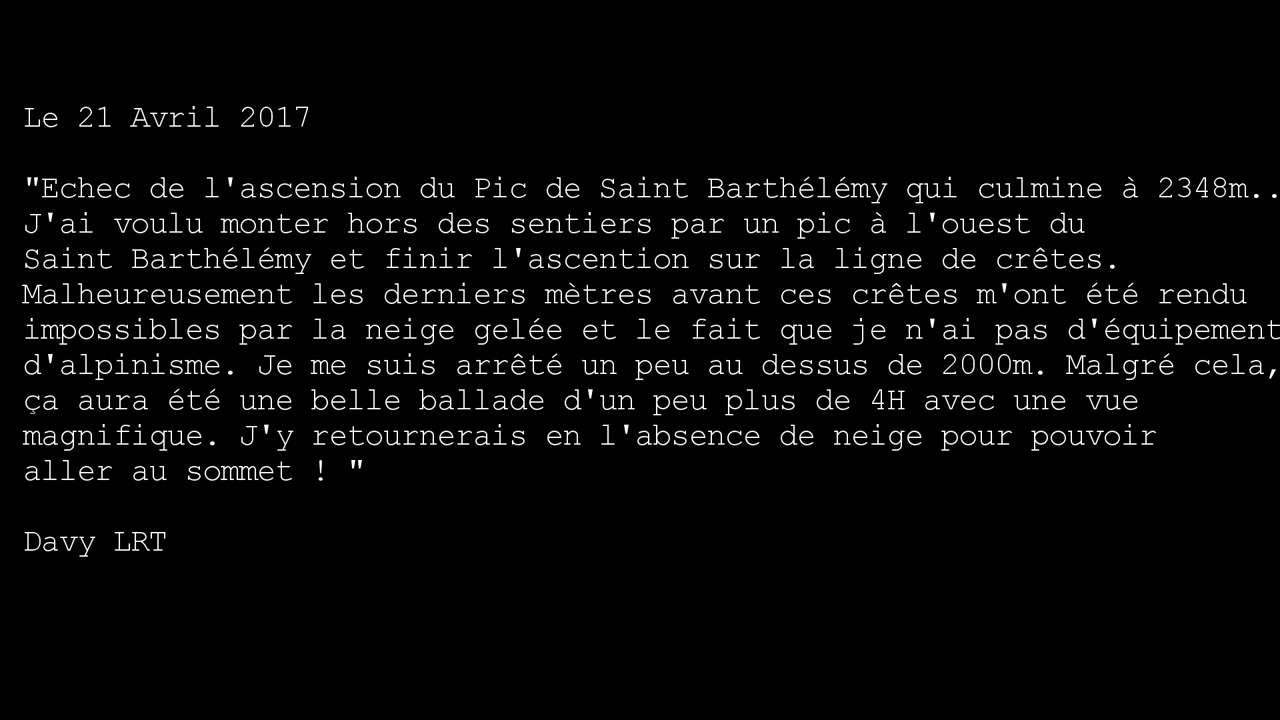 Le 21 Avril 2017
"Echec de l'ascension du Pic de Saint Barthélémy qui culmine à 2348m..
J'ai voulu monter hors des sentiers par un pic à l'ouest du
Saint Barthélémy et finir l'ascention sur la ligne de crêtes.
Malheureusement les derniers mètres avant ces crêtes m'ont été rendu
impossibles par la neige gelée et le fait que je n'ai pas d'équipement
d'alpinisme. Je me suis arrêté un peu au dessus de 2000m. Malgré cela,
ça aura été une belle ballade d'un peu plus de 4H avec une vue
magnifique. J'y retournerais en l'absence de neige pour pouvoir
aller au sommet ! "
Davy LRT